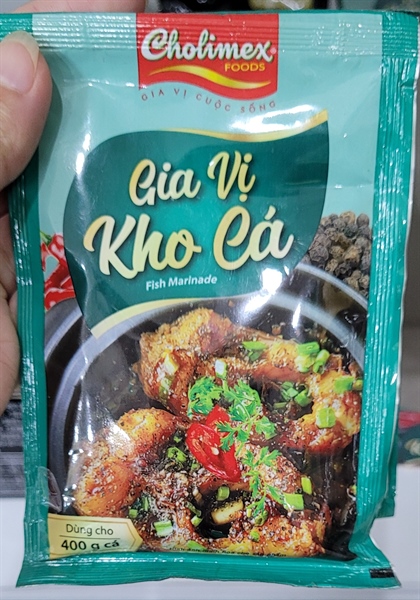 Cholimex®
FOODS
GIA VỊ CUỘC SỐNG
Gia Vị
Kho Cá
Fish Marinade
Dùng cho
400 g cá